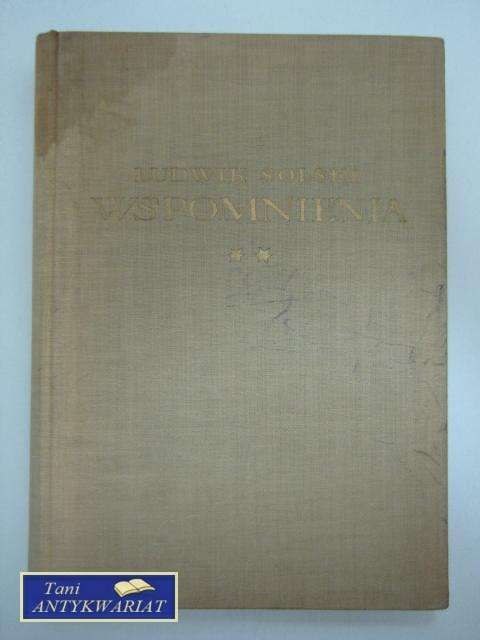 LUDWIK SOLSKI
WSPOMNIENIA
Tani
ANTYKWARIAT